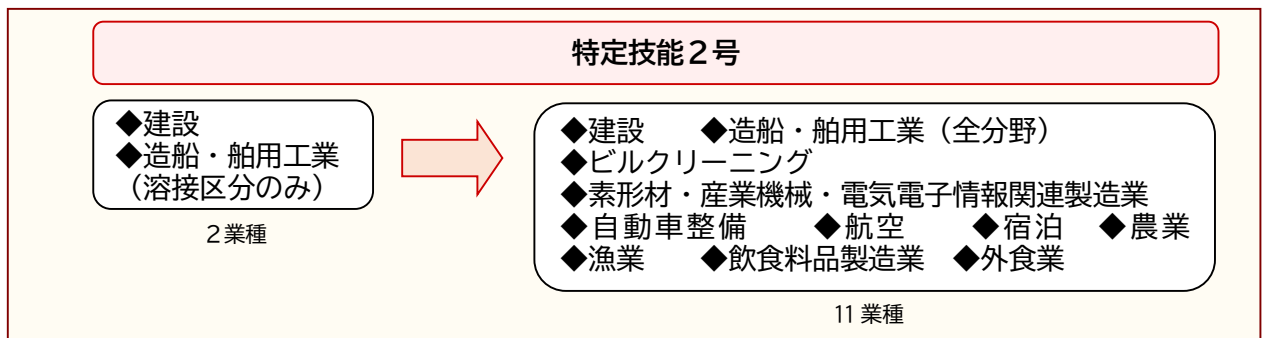 特定技能２号
◆建設
◆造船・舶用工業
（溶接区分のみ）
２業種
◆建設　　◆造船・舶用工業（全分野）
◆ビルクリーニング
◆素形材・産業機械・電気電子情報関連製造業
◆自動車整備　　◆航空　　◆宿泊　◆農業
◆漁業　　◆飲食料品製造業　◆外食業
11 業種